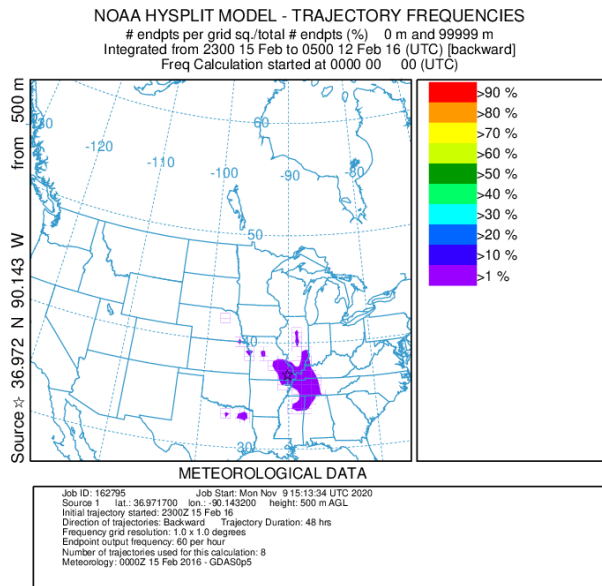 NOAA HYSPLIT MODEL - TRAJECTORY FREQUENCIES
# endpts per grid sq./total # endpts (%) 0 m and 99999 m
Integrated from 2300 15 Feb to 0500 12 Feb 16 (UTC) [backward]
Freq Calculation started at 0000 00 00 (UTC)
Source ☆ 36.972 N 90.143 W from 500 m
-120
-110
-100
-90
-80
60
50
40
30
>90 %
>80 %
>70 %
>60 %
>50 %
>40 %
>30 %
>20 %
>10 %
>1 %
METEOROLOGICAL DATA
Job ID: 162795 Job Start: Mon Nov 9 15:13:34 UTC 2020
Source 1 lat.: 36.971700 lon.: -90.143200 height: 500 m AGL
Initial trajectory started: 2300Z 15 Feb 16
Direction of trajectories: Backward Trajectory Duration: 48 hrs
Frequency grid resolution: 1.0 x 1.0 degrees
Endpoint output frequency: 60 per hour
Number of trajectories used for this calculation: 8
Meteorology: 0000Z 15 Feb 2016 - GDAS0p5